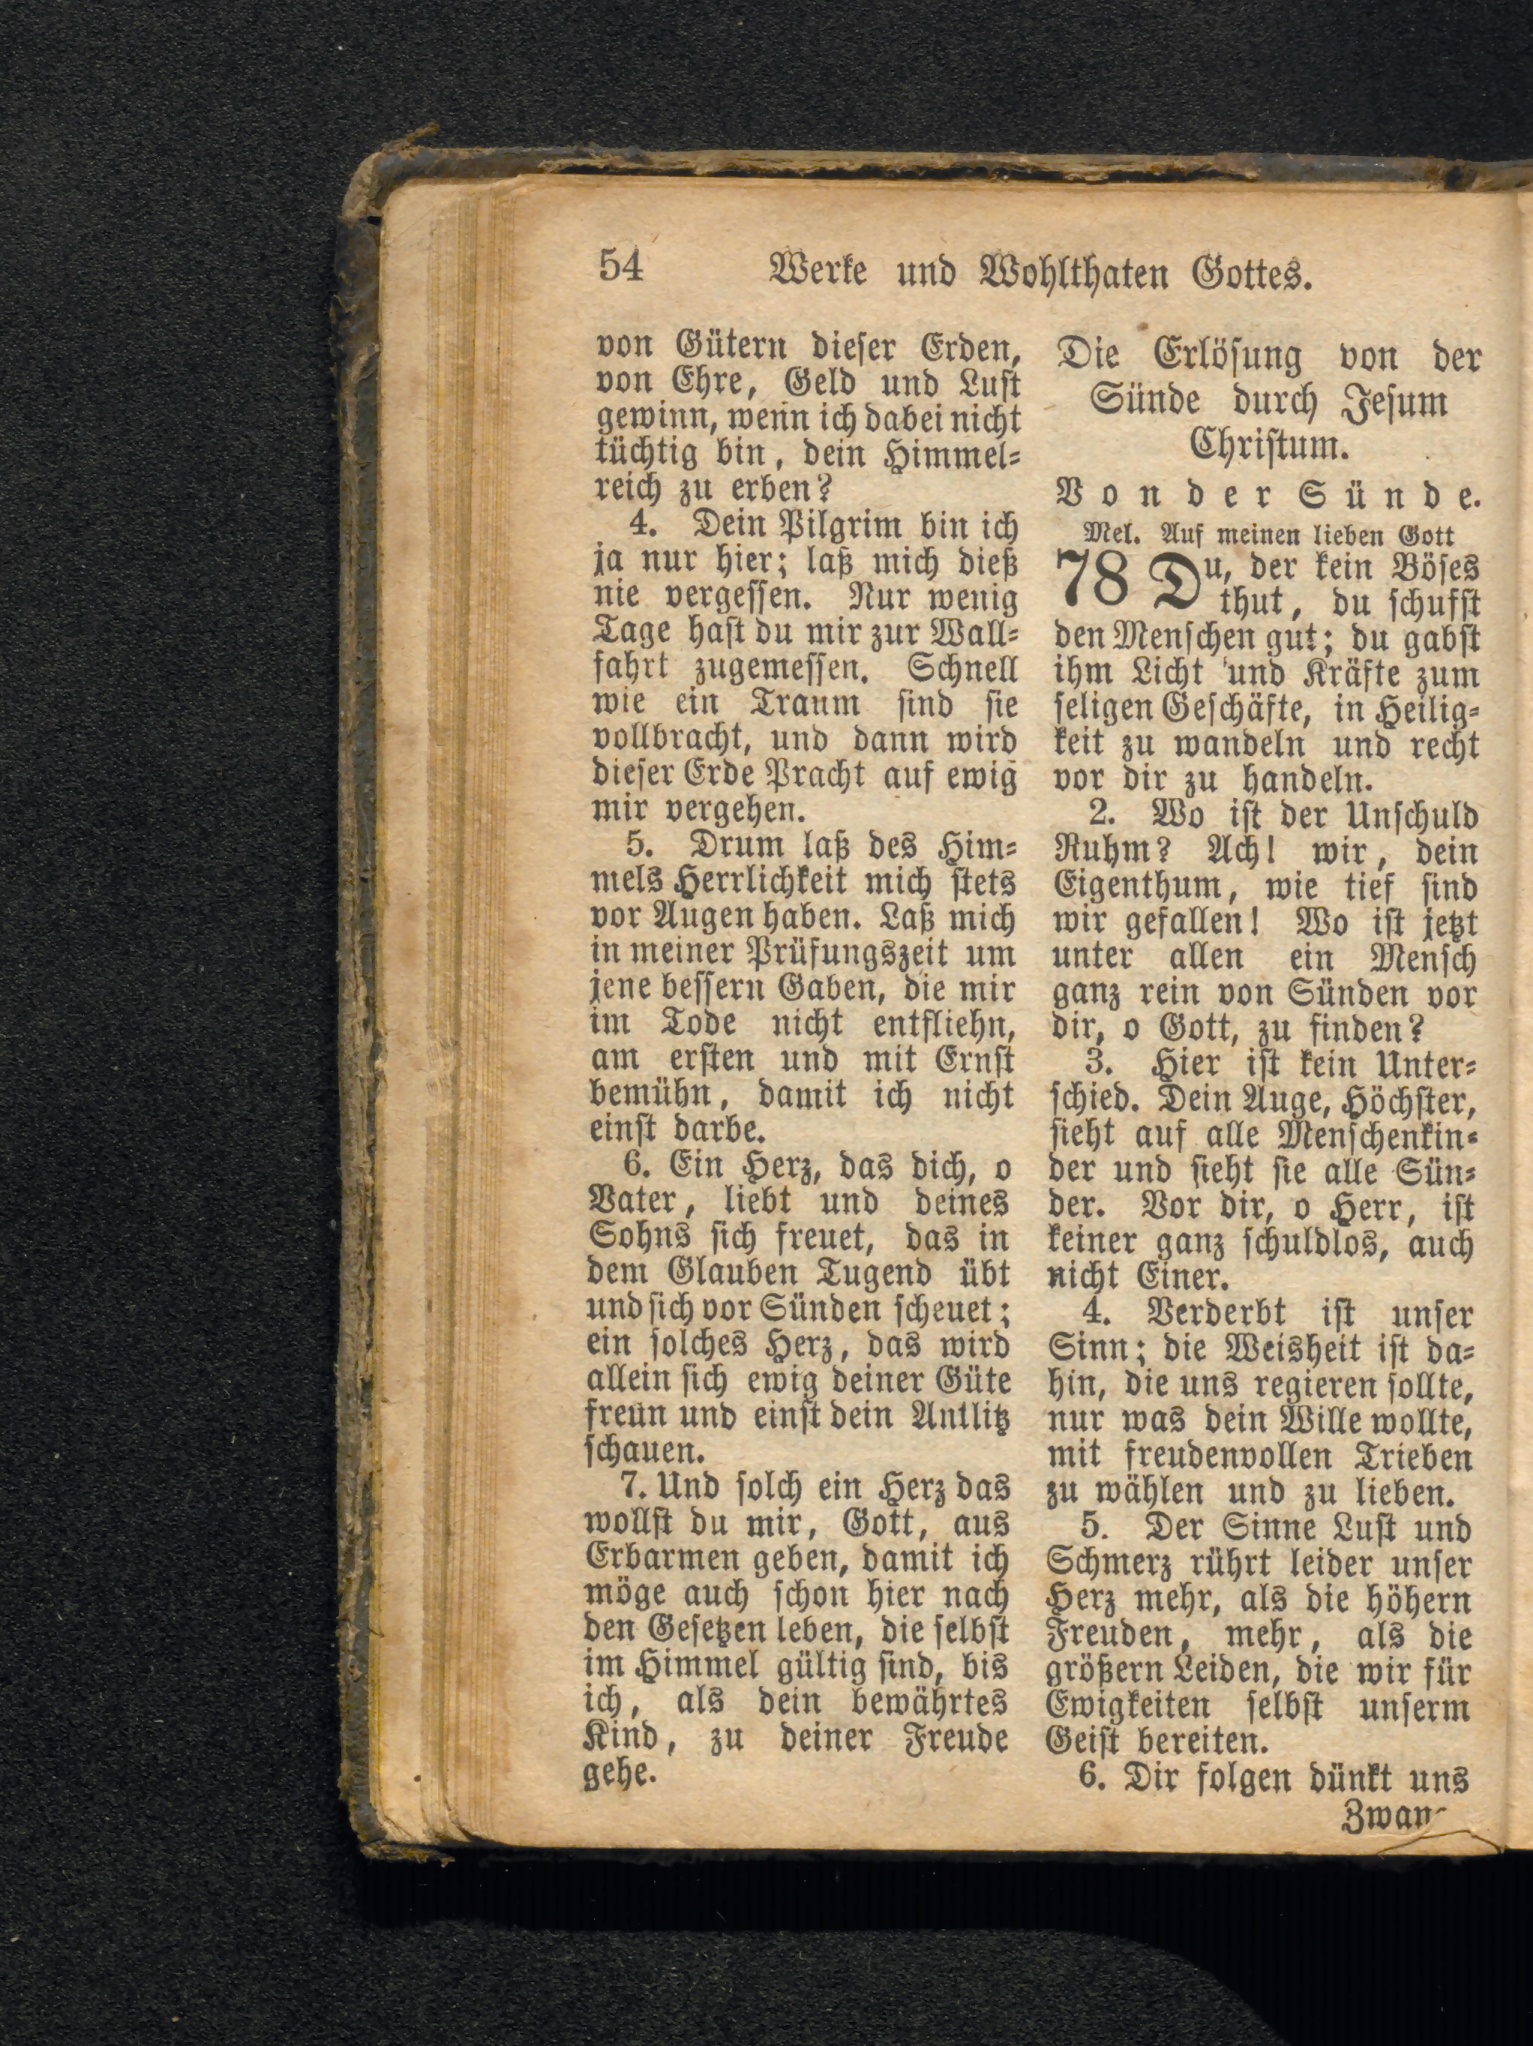 54 Werke und Wohlthaten Gottes.
von Gütern dieser Erden,
von Ehre, Geld und Lust
gewinn, wenn ich dabei nicht
tüchtig bin, dein Himmel-
reich zu erben?
4. Dein Pilgrim bin ich
ja nur hier; laß mich dieß
nie vergessen. Nur wenig
Tage hast du mir zur Wall-
fahrt zugemessen. Schnell
wie ein Traum sind sie
vollbracht, und dann wird
dieser Erde Pracht auf ewig
mir vergehen.
5. Drum laß des Him-
mels Herrlichkeit mich stets
vor Augen haben. Laß mich
in meiner Prüfungszeit um
jene bessern Gaben, die mir
im Tode nicht entfliehn,
am ersten und mit Ernst
bemühn, damit ich nicht
einst darbe.
6. Ein Herz, das dich, o
Vater, liebt und deines
Sohns sich freuet, das in
dem Glauben Tugend übt
und sich vor Sünden scheuet;
ein solches Herz, das wird
allein sich ewig deiner Güte
freun und einst dein Antlitz
schauen.
7. Und solch ein Herz das
wollst du mir, Gott, aus
Erbarmen geben, damit ich
möge auch schon hier nach
den Gesetzen leben, die selbst
im Himmel gültig sind, bis
ich, als dein bewährtes
Kind, zu deiner Freude
gehe.
Die Erlösung von der
Sünde durch Jesum
Christum.
Von der Sünde.
Mel. Auf meinen lieben Gott
78 Du, der kein Böses
thut, du schufst
den Menschen gut; du gabst
ihm Licht und Kräfte zum
seligen Geschäfte, in Heilig-
keit zu wandeln und recht
vor dir zu handeln.
2. Wo ist der Unschuld
Ruhm? Ach! wir, dein
Eigenthum, wie tief sind
wir gefallen! Wo ist jetzt
unter allen ein Mensch
ganz rein von Sünden vor
dir, o Gott, zu finden?
3. Hier ist kein Unter-
schied. Dein Auge, Höchster,
sieht auf alle Menschenkin-
der und sieht sie alle Sün-
der. Vor dir, o Herr, ist
keiner ganz schuldlos, auch
nicht Einer.
4. Verderbt ist unser
Sinn; die Weisheit ist da-
hin, die uns regieren sollte,
nur was dein Wille wollte,
mit freudenvollen Trieben
zu wählen und zu lieben.
5. Der Sinne Lust und
Schmerz rührt leider unser
Herz mehr, als die höhern
Freuden, mehr, als die
größern Leiden, die wir für
Ewigkeiten selbst unserm
Geist bereiten.
6. Dir folgen dünkt uns